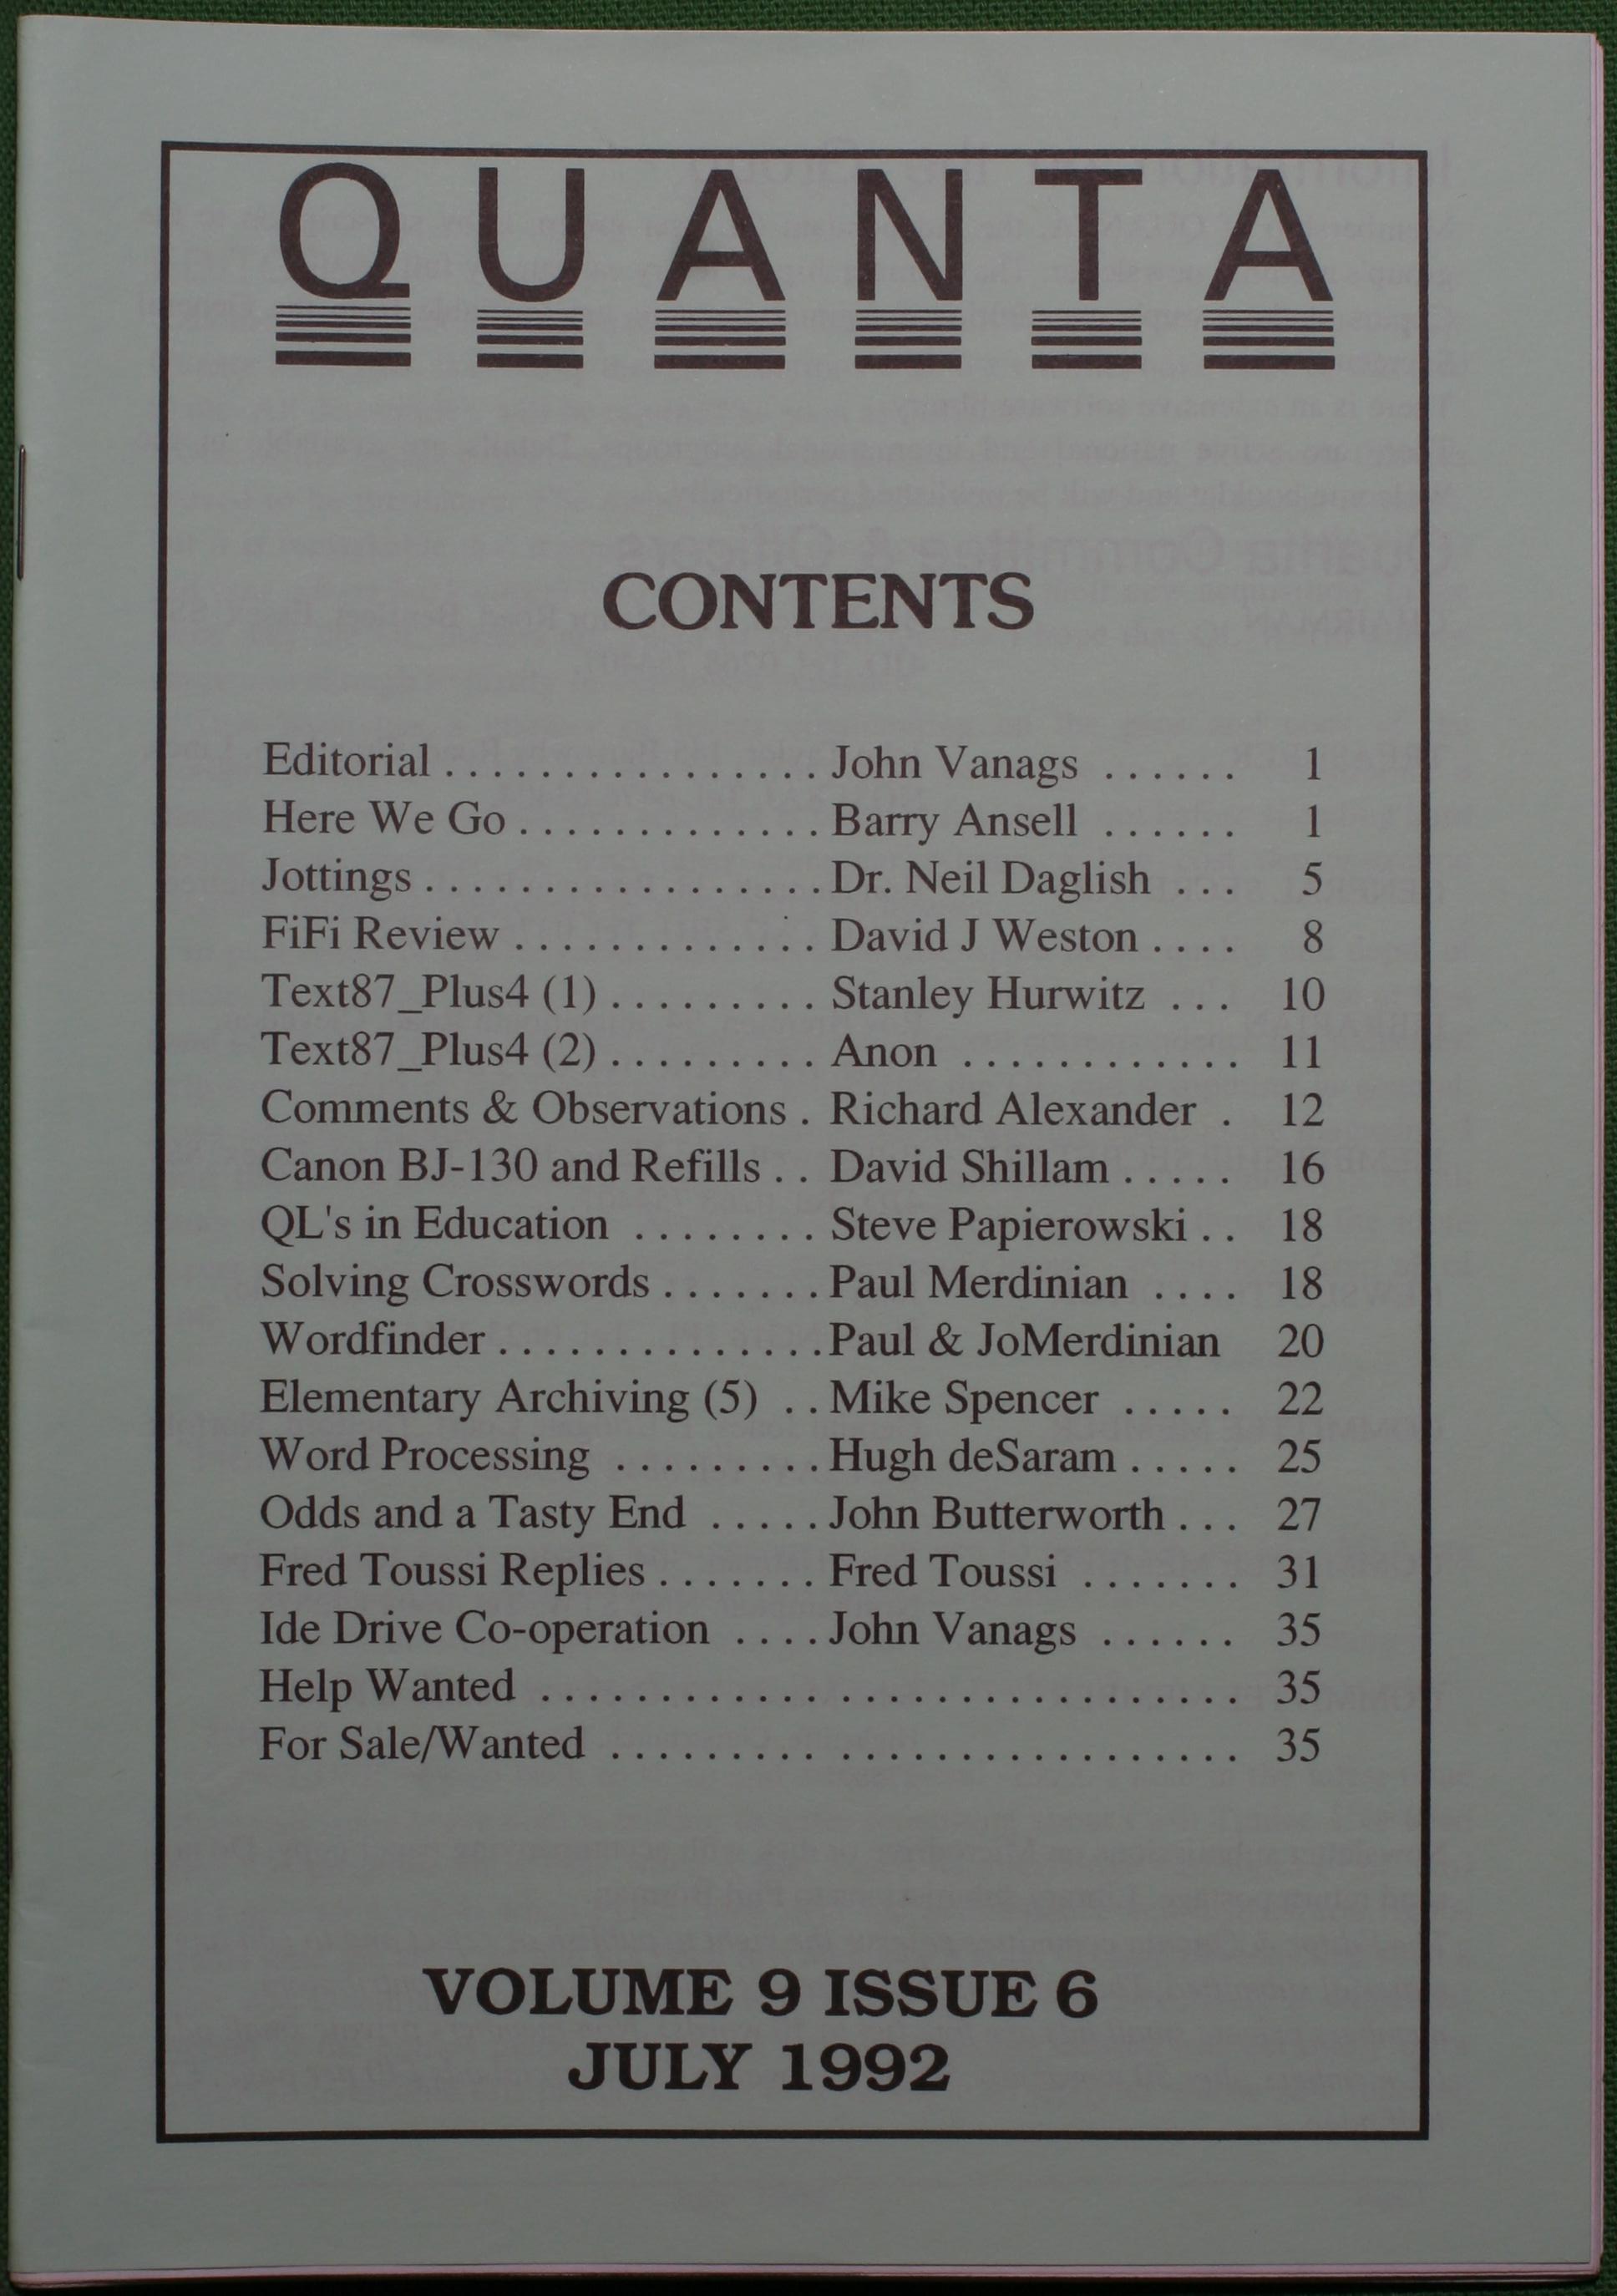 QUANTA
CONTENTS
Editorial . . . . . . . . . . . . . . . . John Vanags . . . . . . 1
Here We Go . . . . . . . . . . . . . Barry Ansell . . . . . . 1
Jottings . . . . . . . . . . . . . . . . . Dr. Neil Daglish . . . 5
FiFi Review . . . . . . . . . . . . . David J Weston . . . . 8
Text87_Plus4 (1) . . . . . . . . . Stanley Hurwitz . . . 10
Text87_Plus4 (2) . . . . . . . . . Anon . . . . . . . . . . . . 11
Comments & Observations . Richard Alexander . 12
Canon BJ-130 and Refills . . David Shillam . . . . . 16
QL's in Education . . . . . . . . Steve Papierowski . . 18
Solving Crosswords . . . . . . . Paul Merdinian . . . . 18
Wordfinder . . . . . . . . . . . . . . Paul & JoMerdinian 20
Elementary Archiving (5) . . Mike Spencer . . . . . 22
Word Processing . . . . . . . . . Hugh deSaram . . . . . 25
Odds and a Tasty End . . . . . John Butterworth . . . 27
Fred Toussi Replies . . . . . . . Fred Toussi . . . . . . . 31
Ide Drive Co-operation . . . . John Vanags . . . . . . 35
Help Wanted . . . . . . . . . . . . . . . . . . . . . . . . . . . . . . 35
For Sale/Wanted . . . . . . . . . . . . . . . . . . . . . . . . . . . 35
VOLUME 9 ISSUE 6
JULY 1992